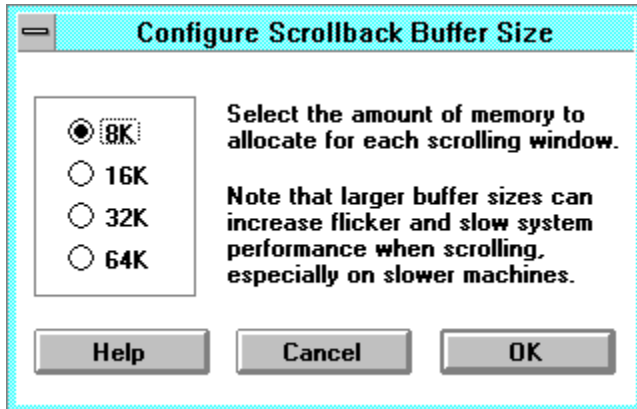 Configure Scrollback Buffer Size
8K
16K
32K
64K
Select the amount of memory to
allocate for each scrolling window.
Note that larger buffer sizes can
increase flicker and slow system
performance when scrolling,
especially on slower machines.
Help
Cancel
OK